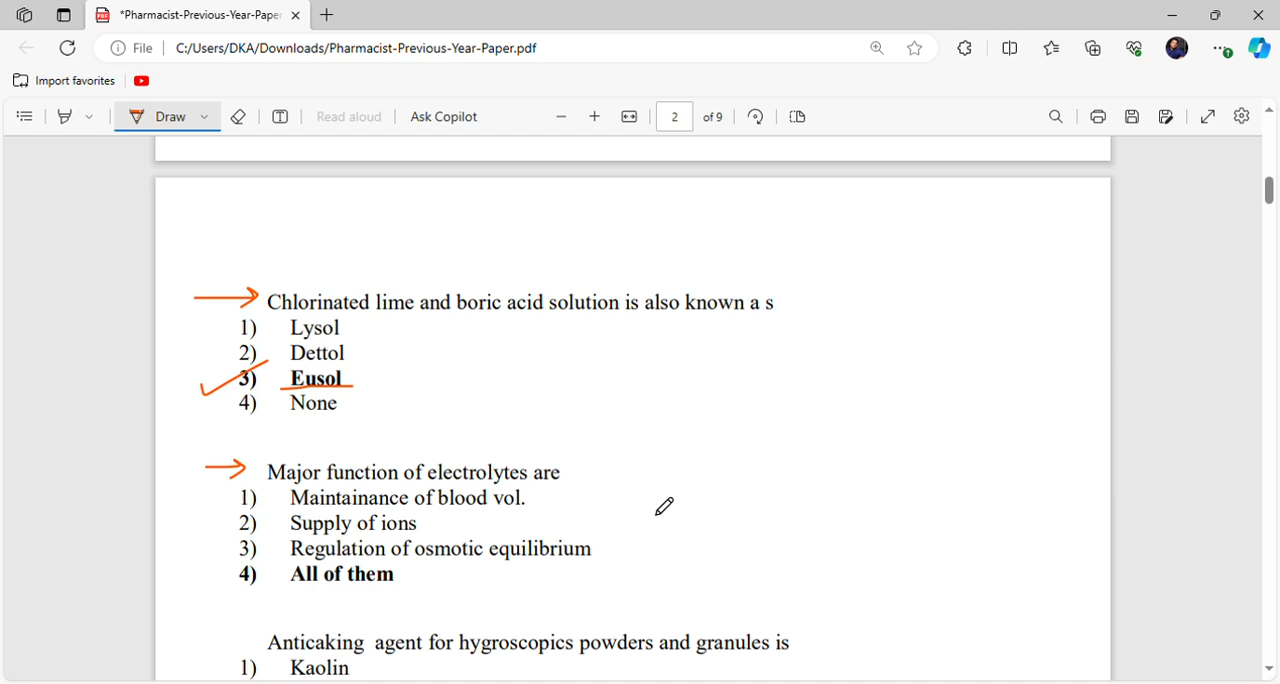 *Pharmacist-Previous-Year-Paper
File
C:/Users/DKA/Downloads/Pharmacist-Previous-Year-Paper.pdf
Import favorites
Draw
Read aloud
Ask Copilot
2
of 9
Chlorinated lime and boric acid solution is also known a s
1) Lysol
2) Dettol
3) Eusol
4) None
Major function of electrolytes are
1) Maintainance of blood vol.
2) Supply of ions
3) Regulation of osmotic equilibrium
4) All of them
Anticaking agent for hygroscopics powders and granules is
1) Kaolin